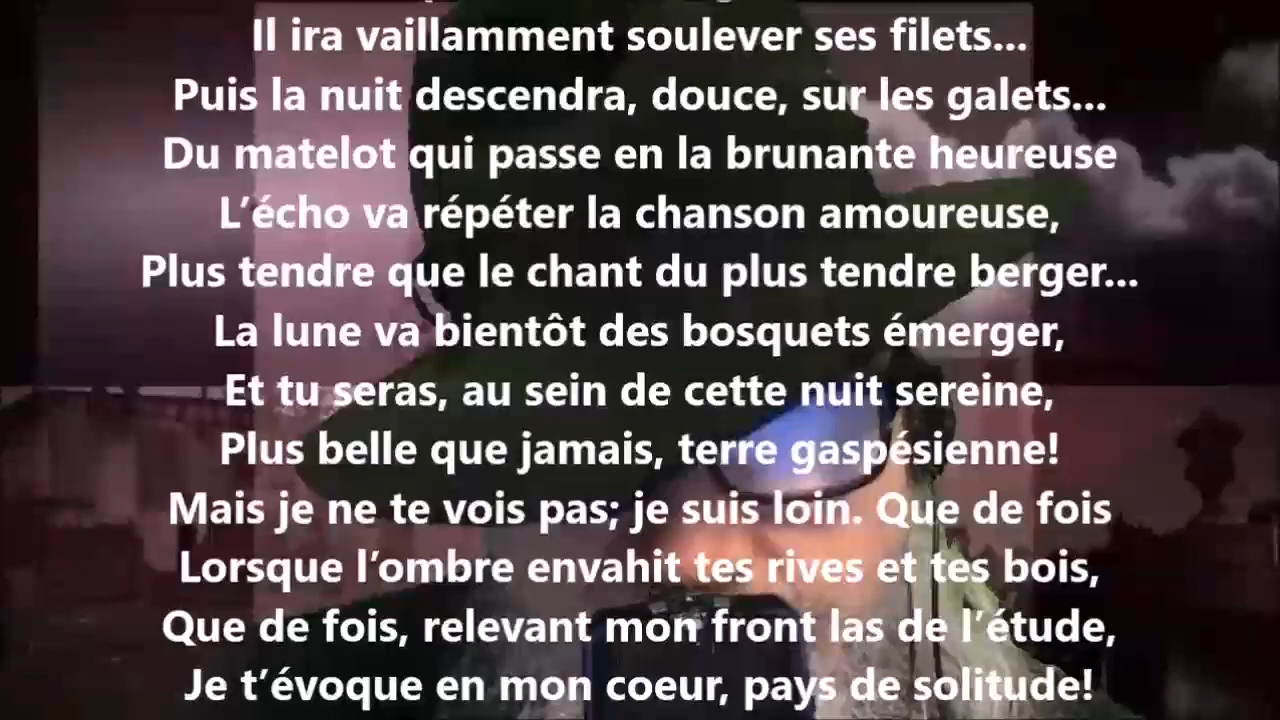 Il ira vaillamment soulever ses filets...
Puis la nuit descendra, douce, sur les galets...
Du matelot qui passe en la brunante heureuse
L’écho va répéter la chanson amoureuse,
Plus tendre que le chant du plus tendre berger...
La lune va bientôt des bosquets émerger,
Et tu seras, au sein de cette nuit sereine,
Plus belle que jamais, terre gaspésienne!
Mais je ne te vois pas; je suis loin. Que de fois
Lorsque l’ombre envahit tes rives et tes bois,
Que de fois, relevant mon front las de l’étude,
Je t’évoque en mon coeur, pays de solitude!